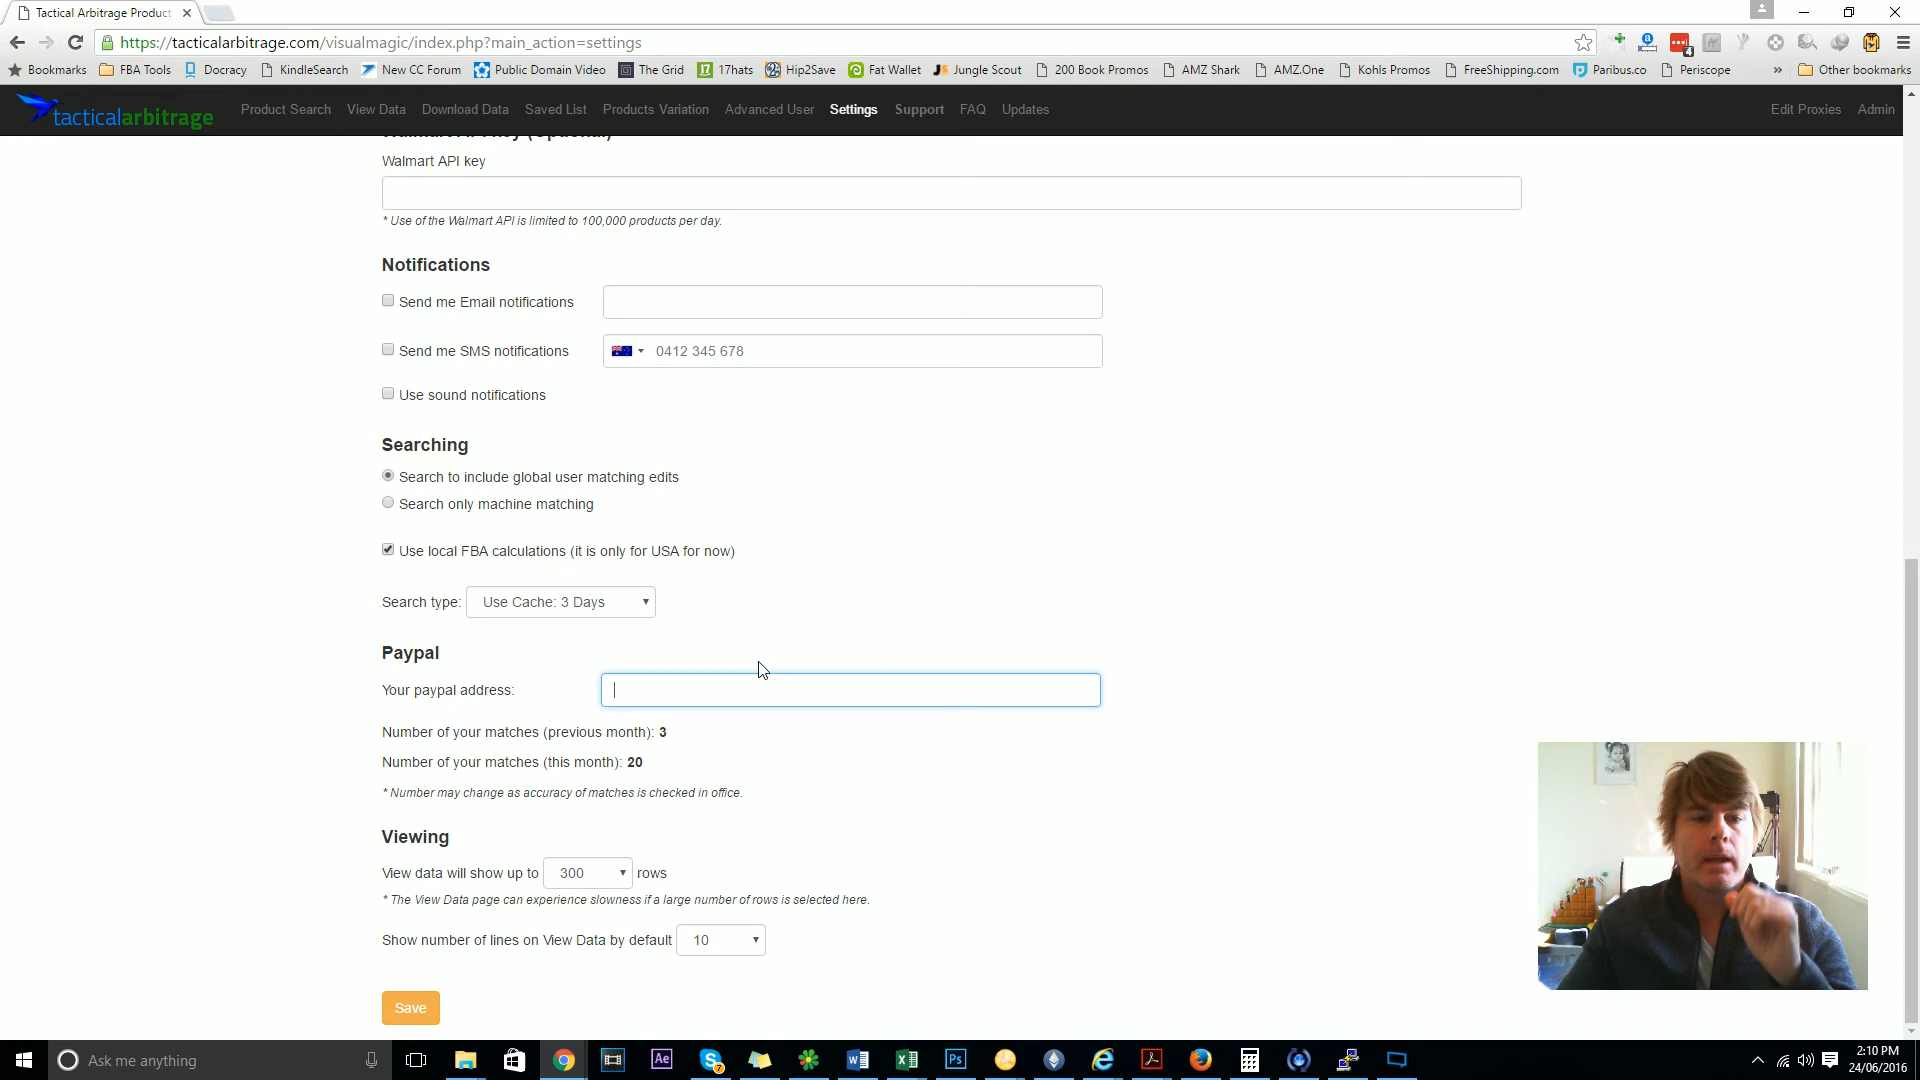 Tactical Arbitrage Product
https://tacticalarbitrage.com/visualmagic/index.php?main_action=settings
Bookmarks FBA Tools Docracy KindleSearch New CC Forum Public Domain Video The Grid 17hats Hip2Save Fat Wallet Jungle Scout 200 Book Promos AMZ Shark AMZ.One Kohls Promos FreeShipping.com Paribus.co Periscope » Other bookmarks
tacticalarbitrage Product Search View Data Download Data Saved List Products Variation Advanced User Settings Support FAQ Updates Edit Proxies Admin
Walmart API key
* Use of the Walmart API is limited to 100,000 products per day.
Notifications
Send me Email notifications
Send me SMS notifications 0412 345 678
Use sound notifications
Searching
Search to include global user matching edits
Search only machine matching
Use local FBA calculations (it is only for USA for now)
Search type: Use Cache: 3 Days
Paypal
Your paypal address:
Number of your matches (previous month): 3
Number of your matches (this month): 20
* Number may change as accuracy of matches is checked in office.
Viewing
View data will show up to 300 rows
* The View Data page can experience slowness if a large number of rows is selected here.
Show number of lines on View Data by default 10
Save
Ask me anything
2:10 PM
24/06/2016